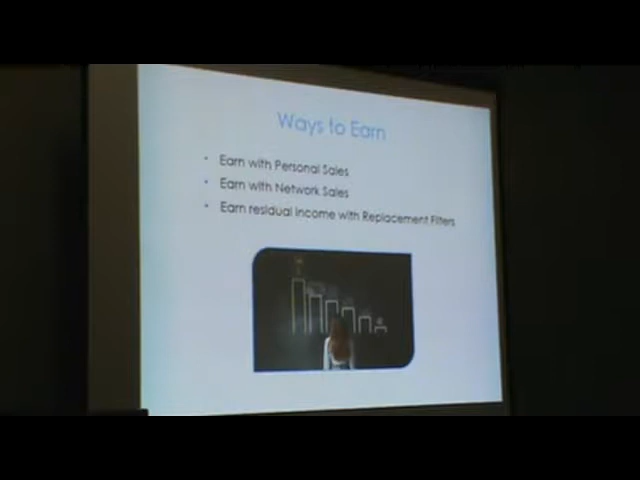 Ways to Earn
• Earn with Personal Sales
• Earn with Network Sales
• Earn residual income with Replacement Filters